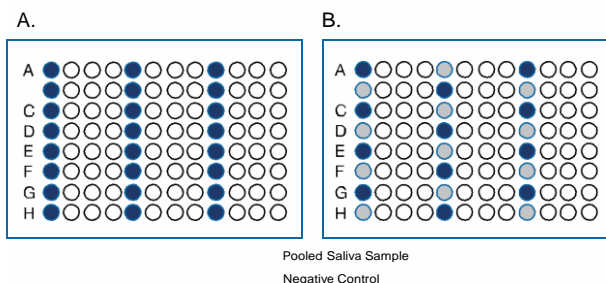 A.
B.
A
C
D
E
F
G
H
A
C
D
E
F
G
H
Pooled Saliva Sample
Negative Control